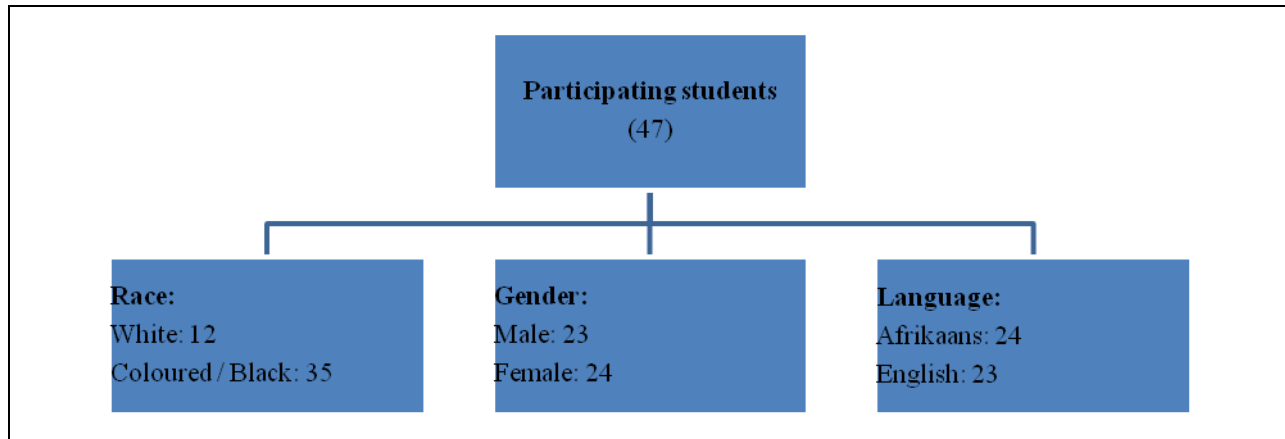 Participating students
(47)
Race:
White: 12
Coloured / Black: 35
Gender:
Male: 23
Female: 24
Language:
Afrikaans: 24
English: 23